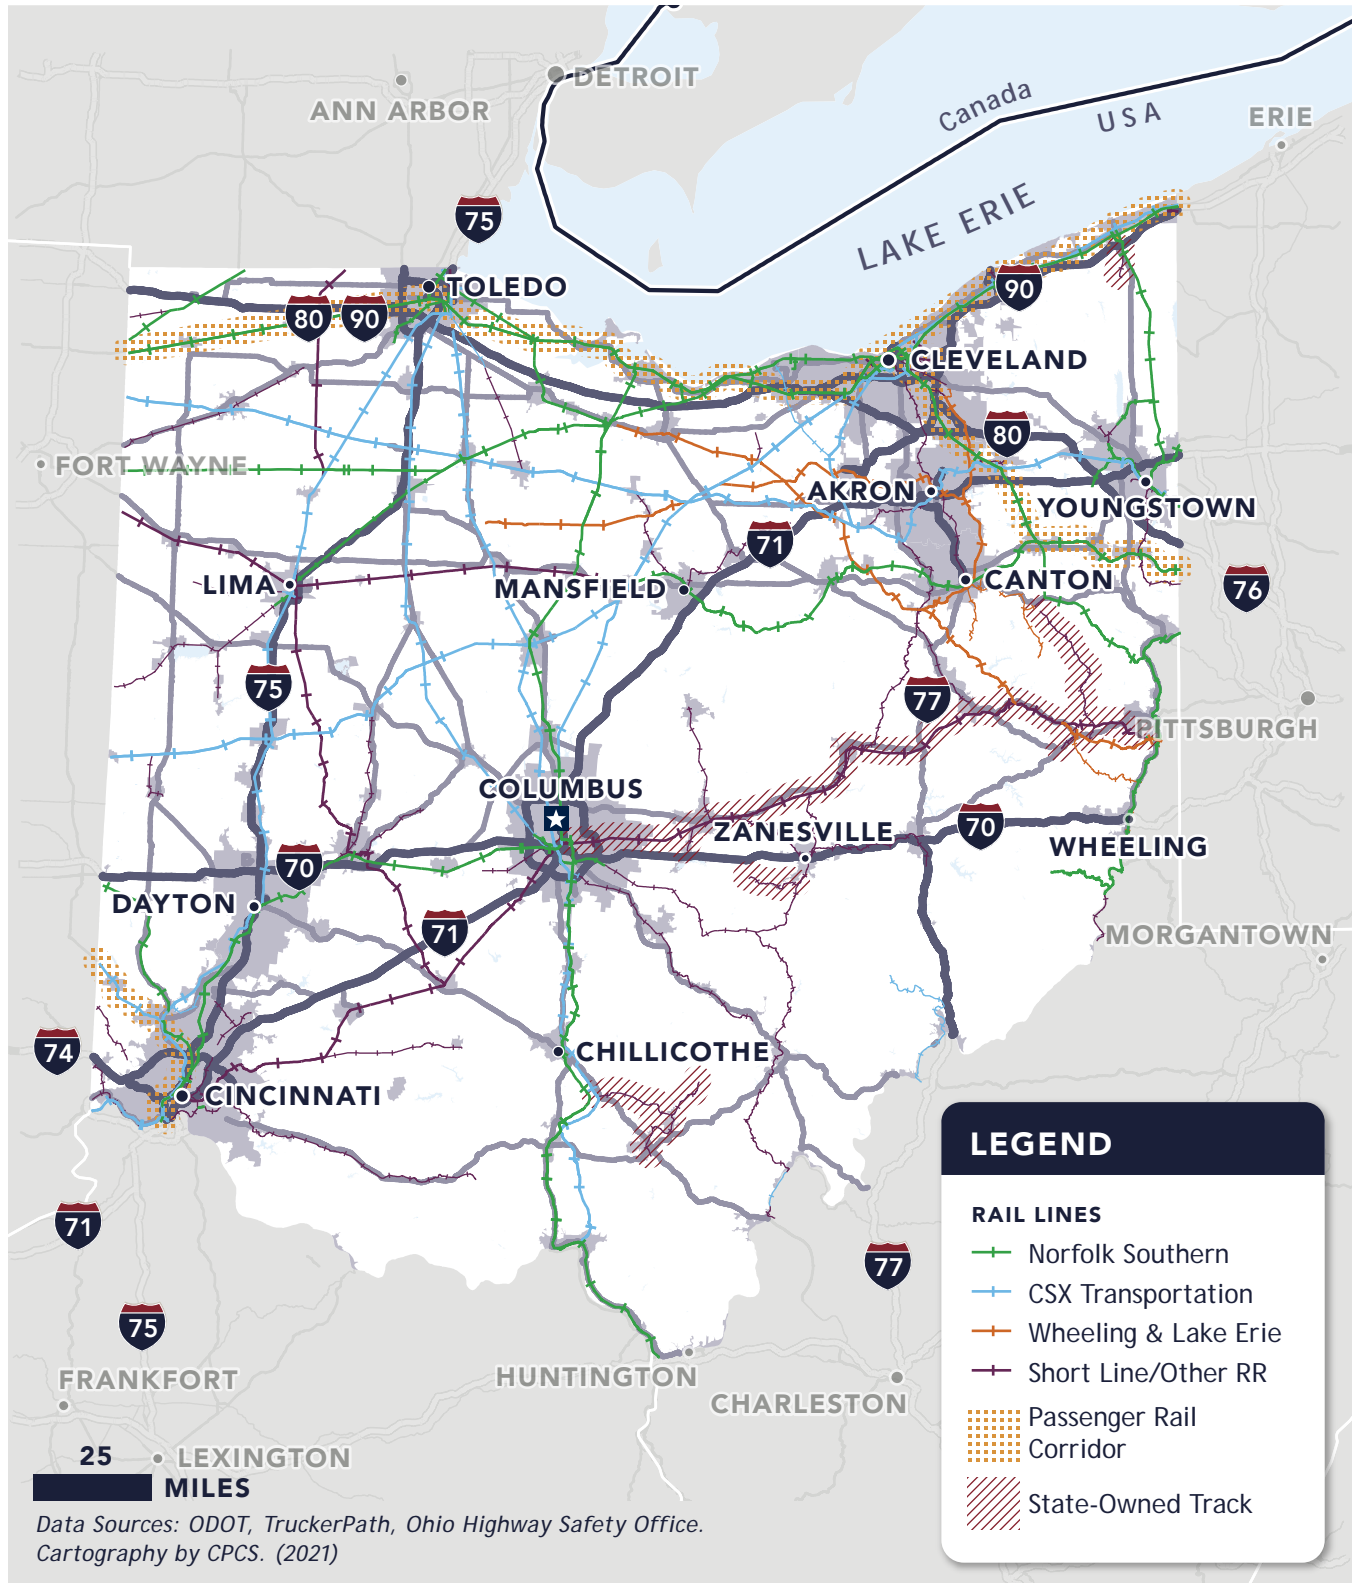 DETROIT
ANN ARBOR
Canada
USA
ERIE
LAKE ERIE
75
TOLEDO
80
90
90
CLEVELAND
80
FORT WAYNE
AKRON
YOUNGSTOWN
71
LIMA
MANSFIELD
CANTON
76
75
77
PITTSBURGH
COLUMBUS
ZANESVILLE
70
WHEELING
70
DAYTON
71
MORGANTOWN
74
CHILLICOTHE
CINCINNATI
71
77
75
HUNTINGTON
FRANKFORT
CHARLESTON
LEXINGTON
25
MILES
Data Sources: ODOT, TruckerPath, Ohio Highway Safety Office.
Cartography by CPCS. (2021)
LEGEND
RAIL LINES
Norfolk Southern
CSX Transportation
Wheeling & Lake Erie
Short Line/Other RR
Passenger Rail
Corridor
State-Owned Track